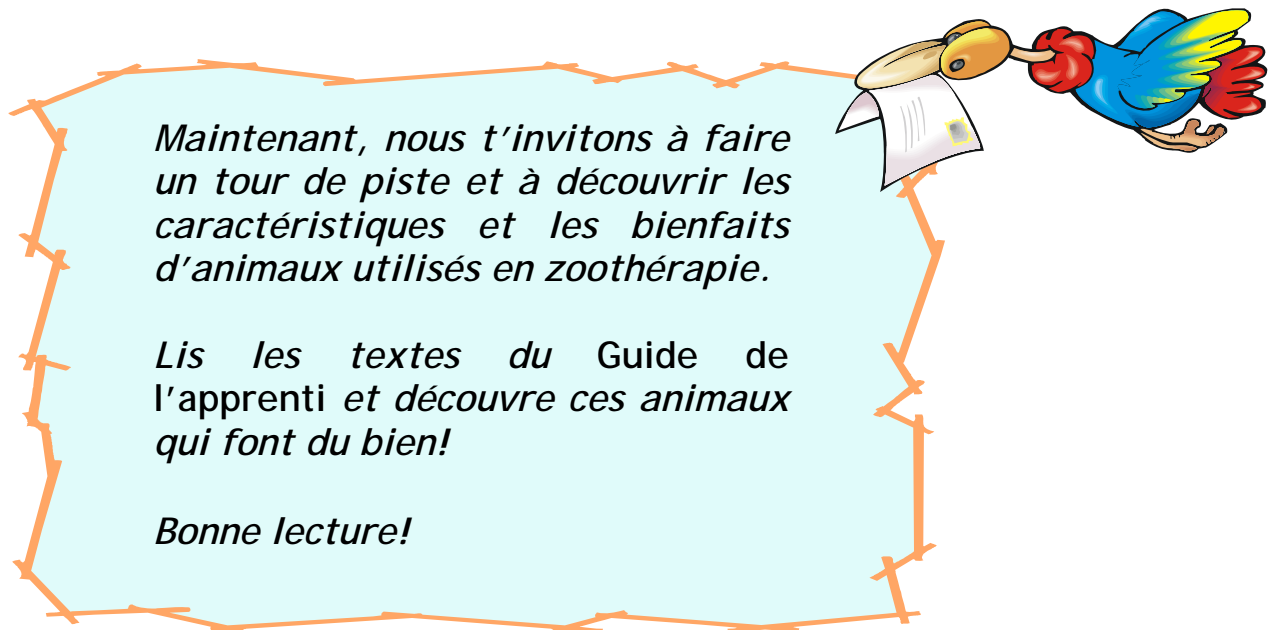 Maintenant, nous t'invitons à faire
un tour de piste et à découvrir les
caractéristiques et les bienfaits
d'animaux utilisés en zoothérapie.
Lis les textes du Guide de
l'apprenti et découvre ces animaux
qui font du bien!
Bonne lecture!